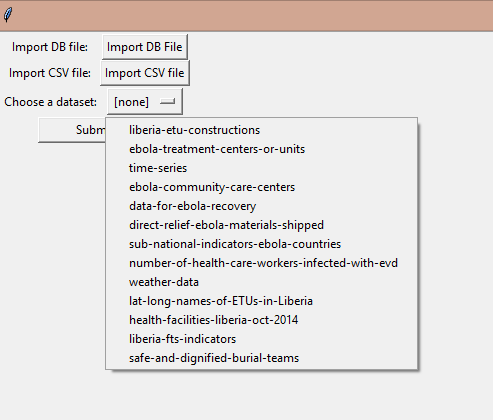 Import DB file: Import DB File
Import CSV file: Import CSV file
Choose a dataset: [none]
Subm
liberia-etu-constructions
ebola-treatment-centers-or-units
time-series
ebola-community-care-centers
data-for-ebola-recovery
direct-relief-ebola-materials-shipped
sub-national-indicators-ebola-countries
number-of-health-care-workers-infected-with-evd
weather-data
lat-long-names-of-ETUs-in-Liberia
health-facilities-liberia-oct-2014
liberia-fts-indicators
safe-and-dignified-burial-teams